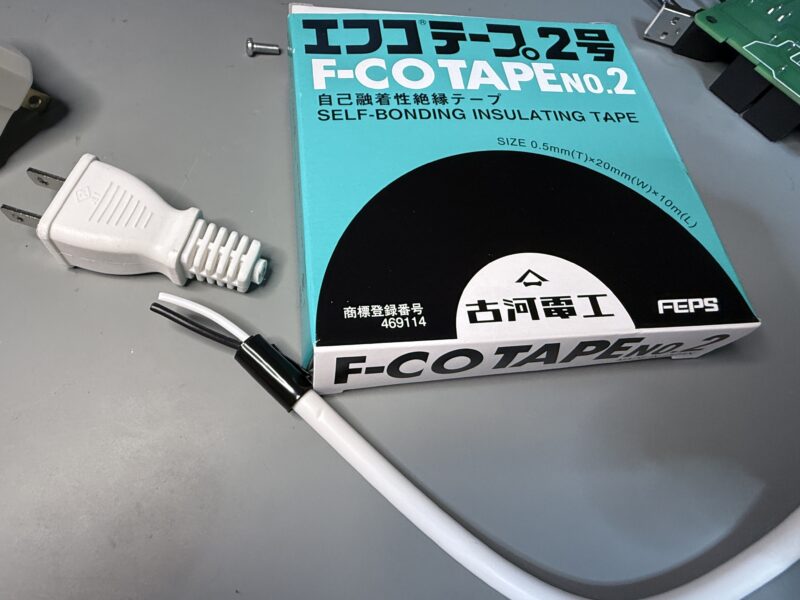 エフコ®テープ。2号
F-CO TAPE NO.2
自己融着性絶縁テープ
SELF-BONDING INSULATING TAPE
SIZE 0.5mm(T)×20mm(W)×10m(L)
商標登録番号
469114
古河電工
FEPS
F-CO TAPE NO.2